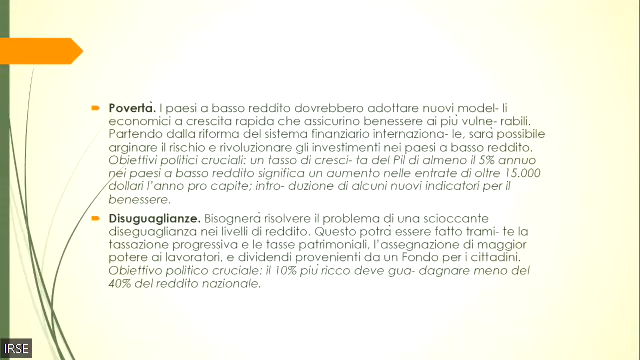 Povertà. I paesi a basso reddito dovrebbero adottare nuovi model- li
economici a crescita rapida che assicurino benessere ai più vulne- rabili.
Partendo dalla riforma del sistema finanziario internaziona- le, sarà possibile
arginare il rischio e rivoluzionare gli investimenti nei paesi a basso reddito.
Obiettivi politici cruciali: un tasso di cresci- ta del Pil di almeno il 5% annuo
nei paesi a basso reddito significa un aumento nelle entrate di oltre 15.000
dollari l’anno pro capite; intro- duzione di alcuni nuovi indicatori per il
benessere.
Disuguaglianze. Bisognerà risolvere il problema di una scioccante
diseguaglianza nei livelli di reddito. Questo potrà essere fatto trami- te la
tassazione progressiva e le tasse patrimoniali, l’assegnazione di maggior
potere ai lavoratori, e dividendi provenienti da un Fondo per i cittadini.
Obiettivo politico cruciale: il 10% più ricco deve gua- dagnare meno del
40% del reddito nazionale.
IRSE